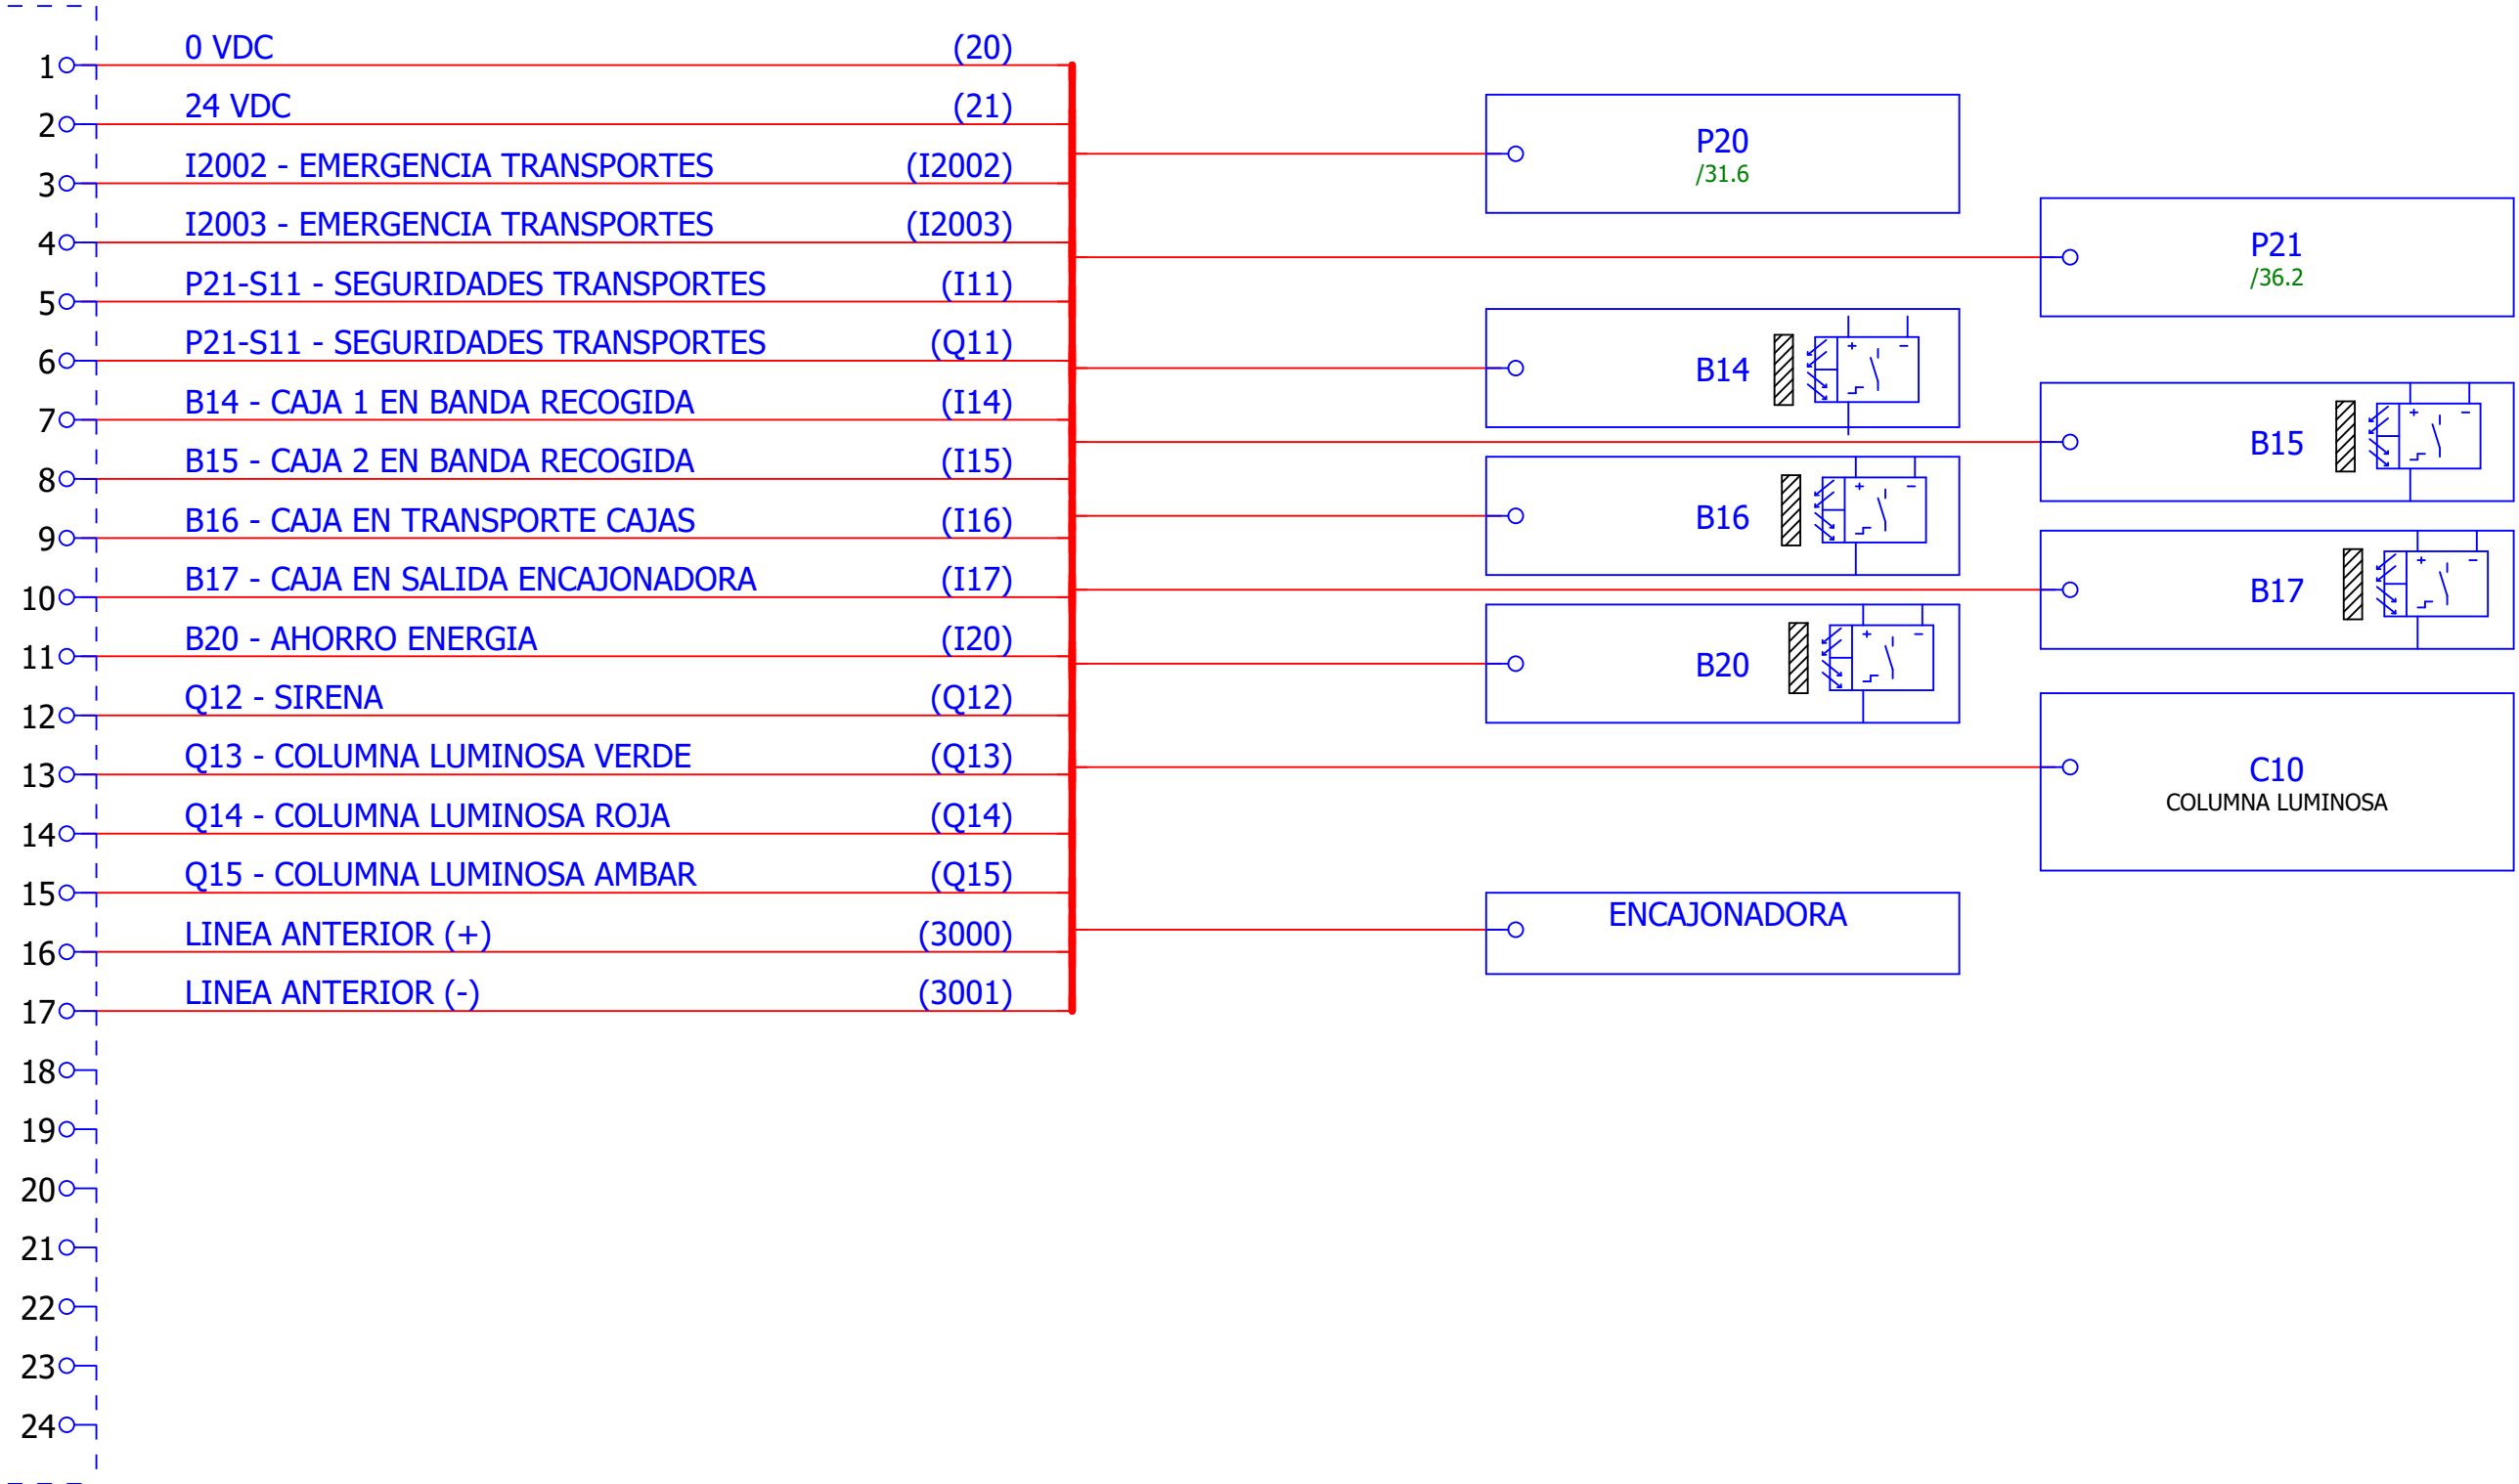 1 0 VDC (20)
2 24 VDC (21)
3 I2002 - EMERGENCIA TRANSPORTES (I2002)
4 I2003 - EMERGENCIA TRANSPORTES (I2003)
5 P21-S11 - SEGURIDADES TRANSPORTES (I11)
6 P21-S11 - SEGURIDADES TRANSPORTES (Q11)
7 B14 - CAJA 1 EN BANDA RECOGIDA (I14)
8 B15 - CAJA 2 EN BANDA RECOGIDA (I15)
9 B16 - CAJA EN TRANSPORTE CAJAS (I16)
10 B17 - CAJA EN SALIDA ENCAJONADORA (I17)
11 B20 - AHORRO ENERGIA (I20)
12 Q12 - SIRENA (Q12)
13 Q13 - COLUMNA LUMINOSA VERDE (Q13)
14 Q14 - COLUMNA LUMINOSA ROJA (Q14)
15 Q15 - COLUMNA LUMINOSA AMBAR (Q15)
16 LINEA ANTERIOR (+) (3000)
17 LINEA ANTERIOR (-) (3001)
18
19
20
21
22
23
24
P20
/31.6
P21
/36.2
B14 + -
B15 + -
B16 + -
B17 + -
B20 + -
C10
COLUMNA LUMINOSA
ENCAJONADORA